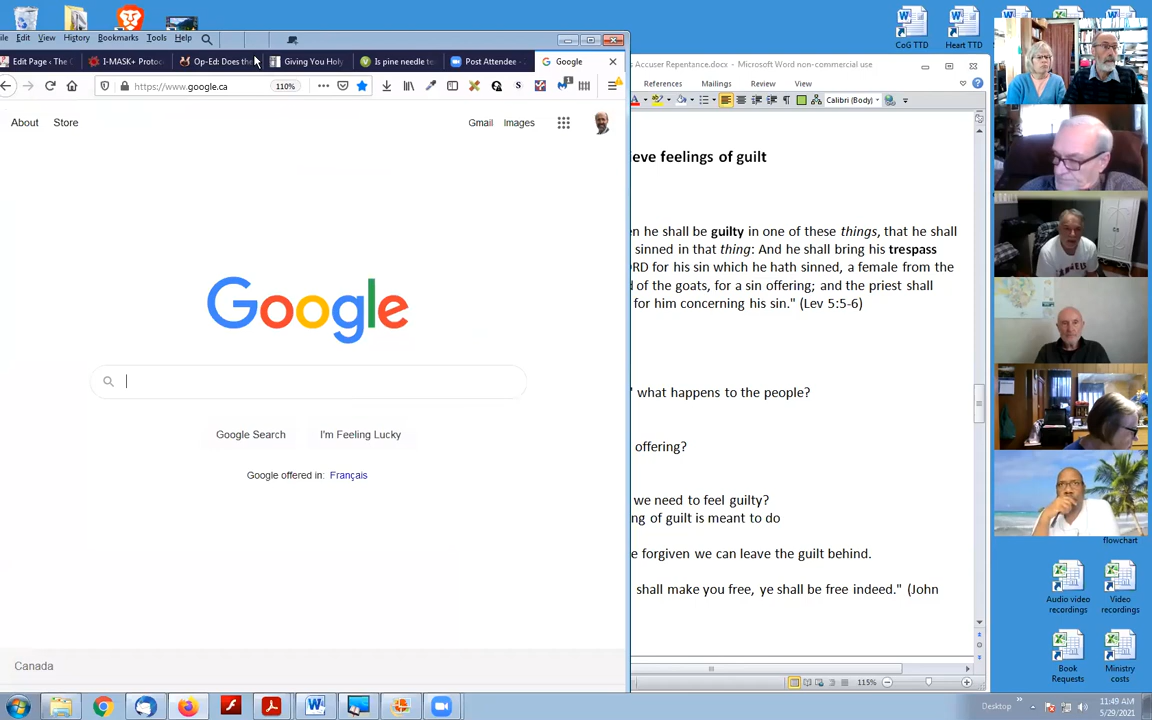 CoG TTD
Heart TTD
File
Edit
View
History
Bookmarks
Tools
Help
Edit Page ‹ The C
I-MASK+ Protoc
Op-Ed: Does the
Giving You Holy
Is pine needle te
Post Attendee -
Google
s Accuser Repentance.docx - Microsoft Word non-commercial use
https://www.google.ca
110%
References
Mailings
Review
View
Calibri (Body)
About
Store
Gmail
Images
eve feelings of guilt
n he shall be guilty in one of these things, that he shall
sinned in that thing: And he shall bring his trespass
RD for his sin which he hath sinned, a female from the
d of the goats, for a sin offering; and the priest shall
for him concerning his sin." (Lev 5:5-6)
Google
' what happens to the people?
Google Search
I'm Feeling Lucky
offering?
Google offered in: Français
we need to feel guilty?
ng of guilt is meant to do
e forgiven we can leave the guilt behind.
shall make you free, ye shall be free indeed." (John
flowchart
Audio video
recordings
Video
recordings
Book
Requests
Ministry
costs
Canada
115%
Desktop
11:49 AM
5/29/2021